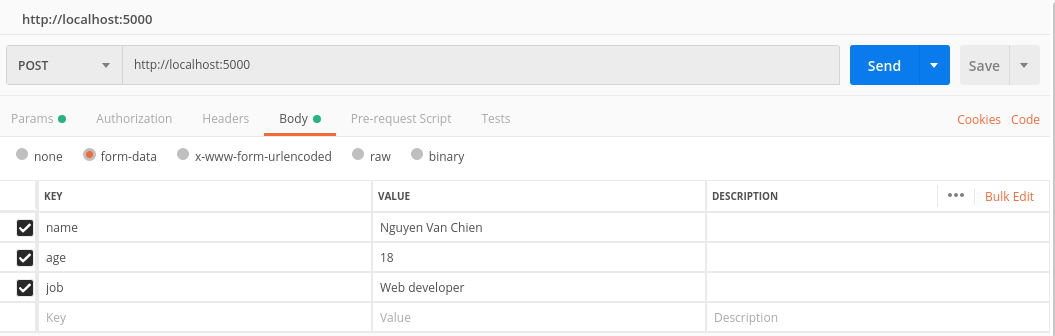 http://localhost:5000
POST http://localhost:5000 Send Save
Params Authorization Headers Body Pre-request Script Tests Cookies Code
none form-data x-www-form-urlencoded raw binary
KEY VALUE DESCRIPTION ••• Bulk Edit
name Nguyen Van Chien
age 18
job Web developer
Key Value Description